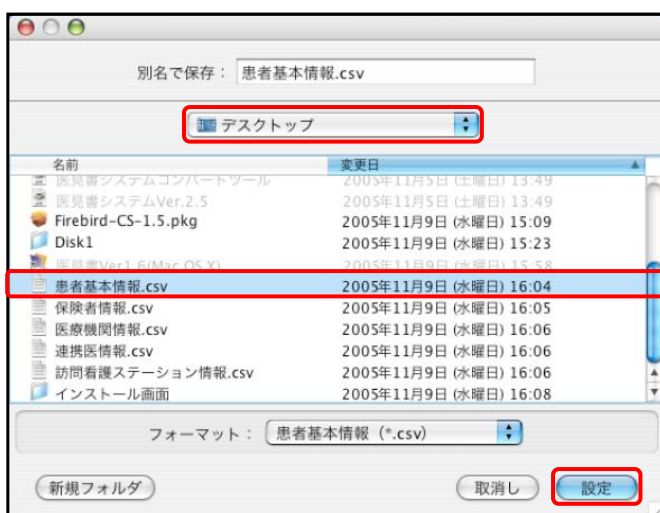 別名で保存： 患者基本情報.csv
デスクトップ
名前 変更日
医見書システムコンバートツール 2005年11月5日 (土曜日) 13:49
医見書システムVer.2.5 2005年11月5日 (土曜日) 13:49
Firebird-CS-1.5.pkg 2005年11月9日 (水曜日) 15:09
Disk1 2005年11月9日 (水曜日) 15:23
医見書Ver1.6(Mac OS X) 2005年11月9日 (水曜日) 15:58
患者基本情報.csv 2005年11月9日 (水曜日) 16:04
保険者情報.csv 2005年11月9日 (水曜日) 16:05
医療機関情報.csv 2005年11月9日 (水曜日) 16:06
連携医情報.csv 2005年11月9日 (水曜日) 16:06
訪問看護ステーション情報.csv 2005年11月9日 (水曜日) 16:06
インストール画面 2005年11月9日 (水曜日) 16:08
フォーマット： 患者基本情報 (*.csv)
新規フォルダ 取消し 設定